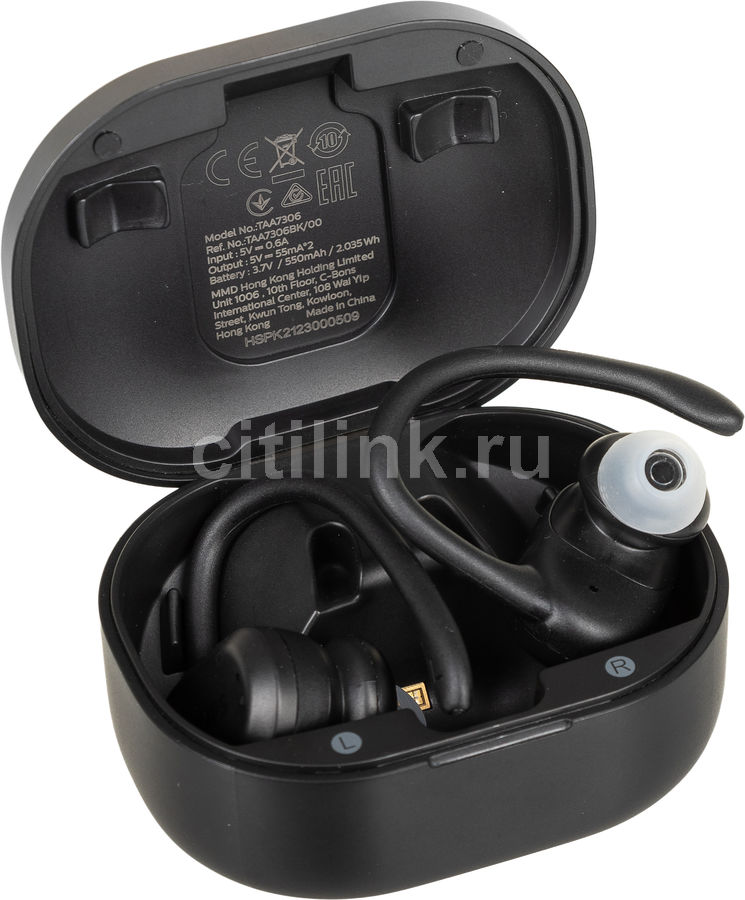 CE 10
EAC
Model No.:TAA7306
Ref. No.:TAA7306BK/00
Input : 5V⎓0.6A
Output : 5V⎓55mA*2
Battery : 3.7V / 550mAh / 2.035Wh
MMD Hong Kong Holding Limited
Unit 1006 , 10th Floor, C-Bons
International Center, 108 Wai Yip
Street, Kwun Tong, Kowloon,
Hong Kong Made in China
HSPK2123000509
citilink.ru
R
L